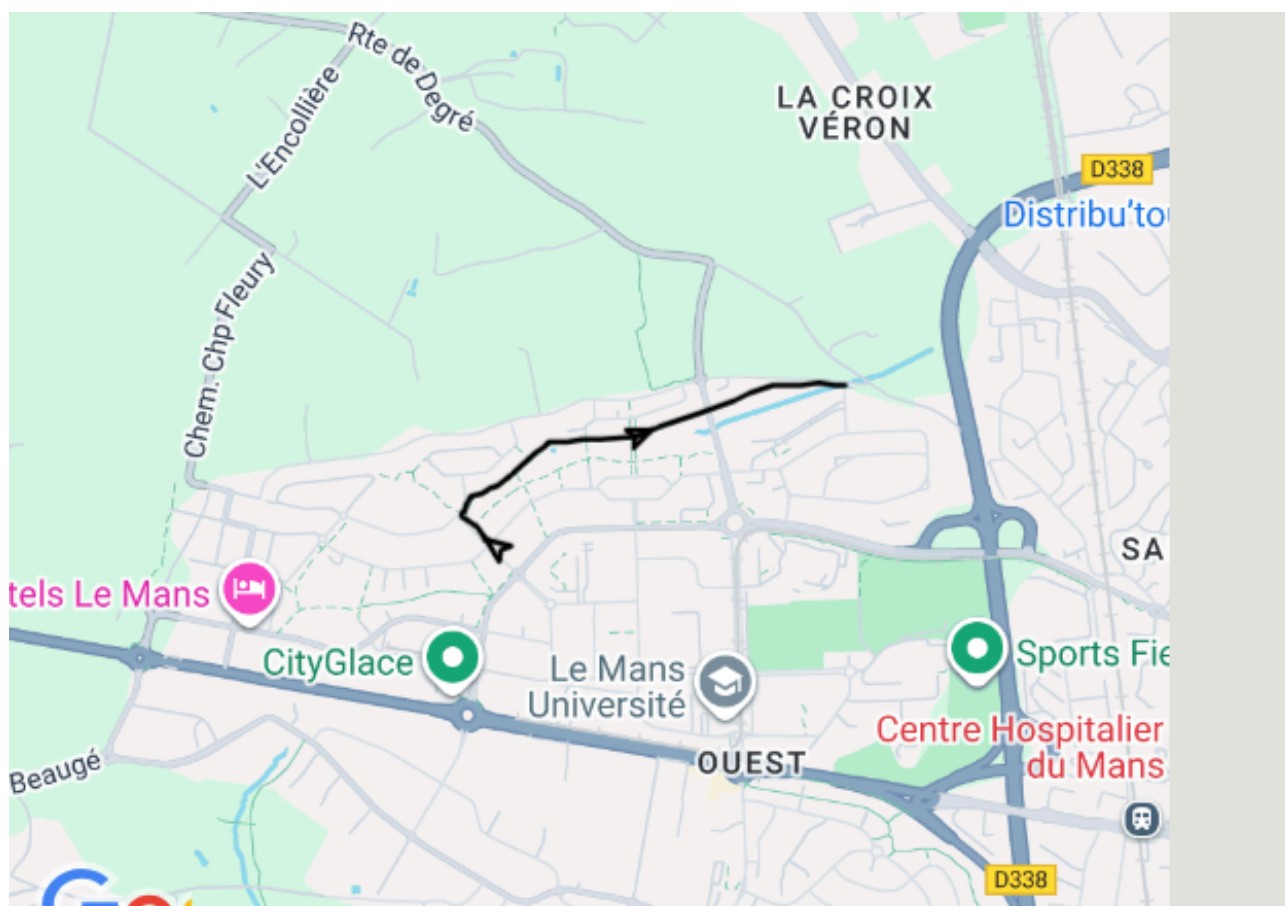 Rte de Degré
L'Encollière
LA CROIX
VÉRON
D338
Distribu'to
Chem. Chp Fleury
SA
tels Le Mans
CityGlace
Le Mans
Université
Sports Fie
Centre Hospitalier
du Mans
OUEST
Beaugé
D338